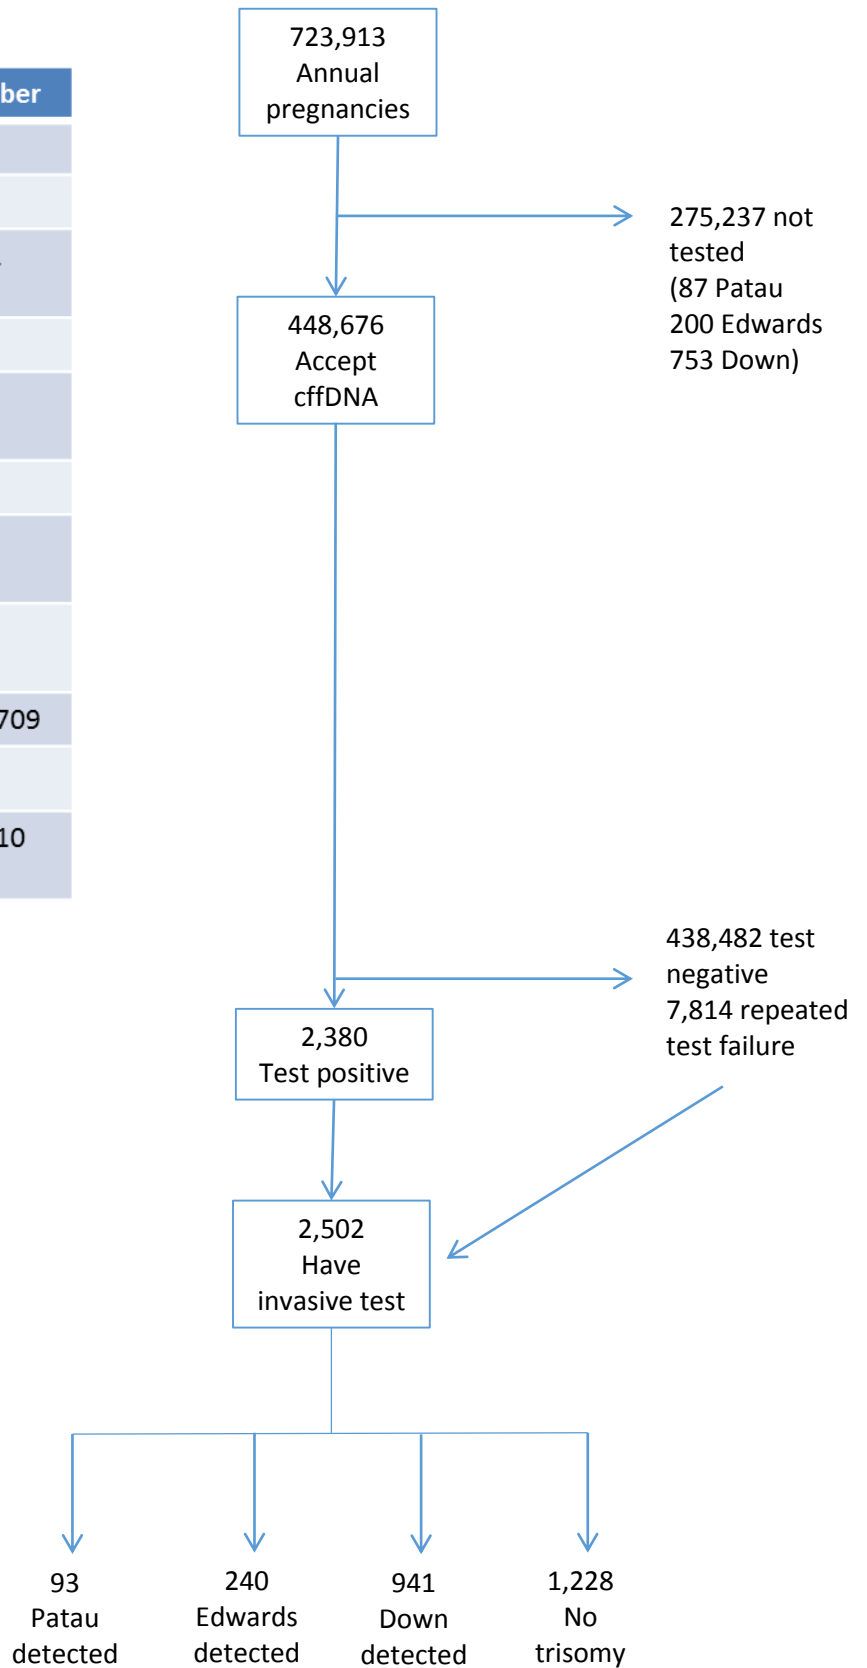 723,913
Annual
pregnancies
ber
275,237 not
tested
(87 Patau
200 Edwards
753 Down)
448,676
Accept
cffDNA
709
10
438,482 test
negative
7,814 repeated
test failure
2,380
Test positive
2,502
Have
invasive test
93
Patau
detected
240
Edwards
detected
941
Down
detected
1,228
No
trisomy